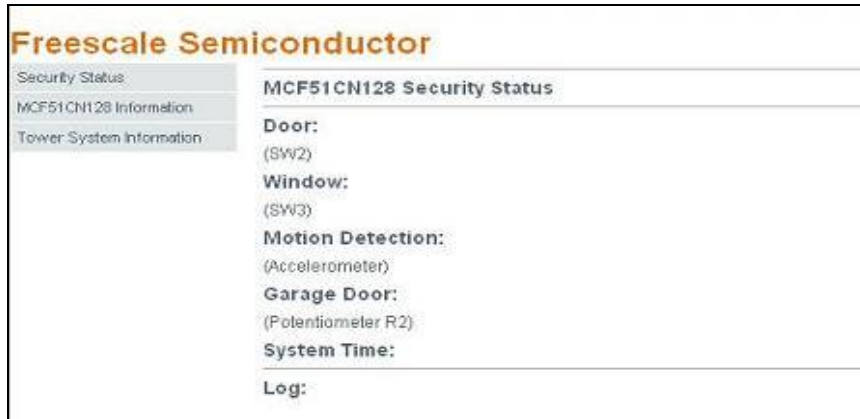 Freescale Semiconductor
Security Status
MCF51CN128 Information
Tower System Information
MCF51CN128 Security Status
Door:
(SW2)
Window:
(SW3)
Motion Detection:
(Accelerometer)
Garage Door:
(Potentiometer R2)
System Time:
Log: